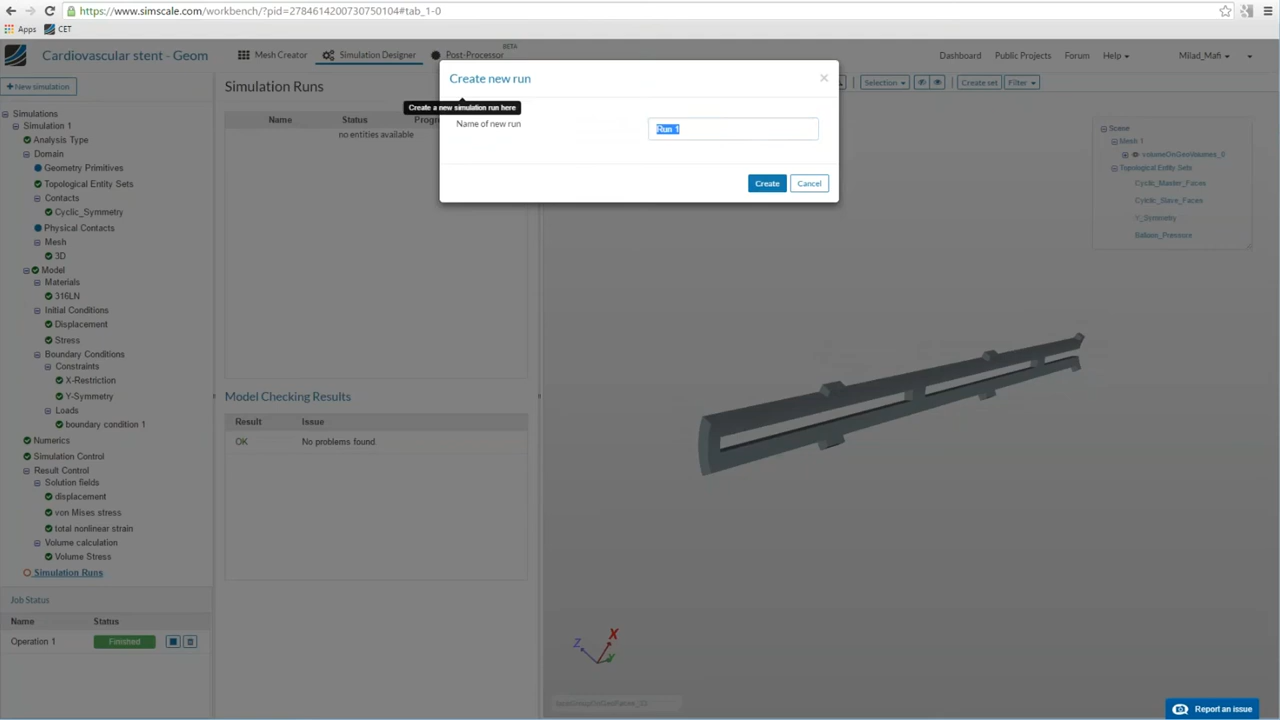 https://www.simscale.com/workbench/?pid=2784614200730750104#tab_1-0
Apps CET
Cardiovascular stent - Geom
Mesh Creator
Simulation Designer
Post-Processor
BETA
Dashboard
Public Projects
Forum
Help
Milad_Mafi
+ New simulation
Simulation Runs
Create new run
×
Create a new simulation run here
Name of new run
Run 1
Create
Cancel
Selection
Create set
Filter
Name Status Progr
no entities available
Simulations
Simulation 1
Analysis Type
Domain
Geometry Primitives
Topological Entity Sets
Contacts
Cyclic_Symmetry
Physical Contacts
Mesh
3D
Model
Materials
316LN
Initial Conditions
Displacement
Stress
Boundary Conditions
Constraints
X-Restriction
Y-Symmetry
Loads
boundary condition 1
Numerics
Simulation Control
Result Control
Solution fields
displacement
von Mises stress
total nonlinear strain
Volume calculation
Volume Stress
Simulation Runs
Job Status
Name Status
Operation 1 Finished
Model Checking Results
Result Issue
OK No problems found
Scene
Mesh 1
volumeOnGeoVolumes_0
Topological Entity Sets
Cyclic_Master_Faces
Cyclic_Slave_Faces
Y_Symmetry
Balloon_Pressure
X
Z
Y
Report an issue